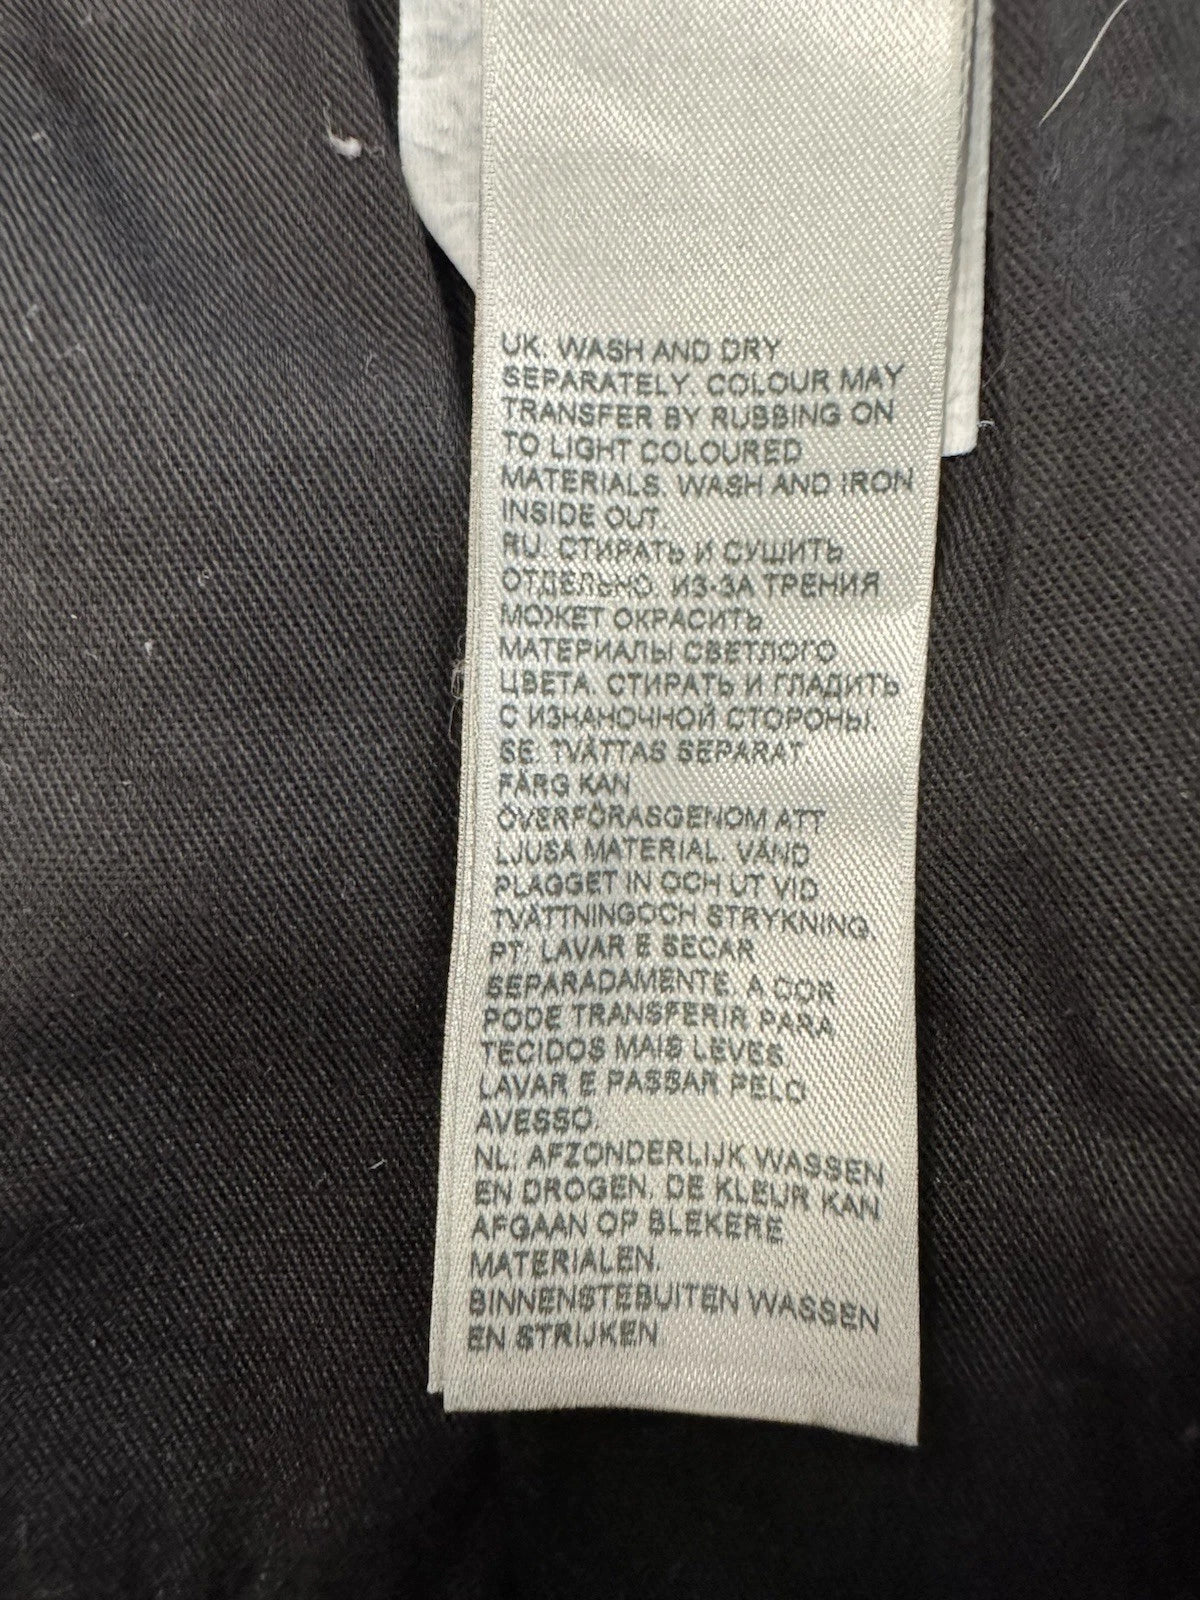 UK. WASH AND DRY
SEPARATELY. COLOUR MAY
TRANSFER BY RUBBING ON
TO LIGHT COLOURED
MATERIALS. WASH AND IRON
INSIDE OUT.
RU. СТИРАТЬ И СУШИТЬ
ОТДЕЛЬНО. ИЗ-ЗА ТРЕНИЯ
МОЖЕТ ОКРАСИТЬ
МАТЕРИАЛЫ СВЕТЛОГО
ЦВЕТА. СТИРАТЬ И ГЛАДИТЬ
С ИЗНАНОЧНОЙ СТОРОНЫ.
SE: TVÄTTAS SEPARAT.
FÄRG KAN
ÖVERFÖRASGENOM ATT
LJUSA MATERIAL. VÄND
PLAGGET IN OCH UT VID
TVÄTTNINGOCH STRYKNING.
PT: LAVAR E SECAR
SEPARADAMENTE. A COR
PODE TRANSFERIR PARA
TECIDOS MAIS LEVES.
LAVAR E PASSAR PELO
AVESSO.
NL: AFZONDERLIJK WASSEN
EN DROGEN. DE KLEUR KAN
AFGAAN OP BLEKERE
MATERIALEN.
BINNENSTEBUITEN WASSEN
EN STRIJKEN